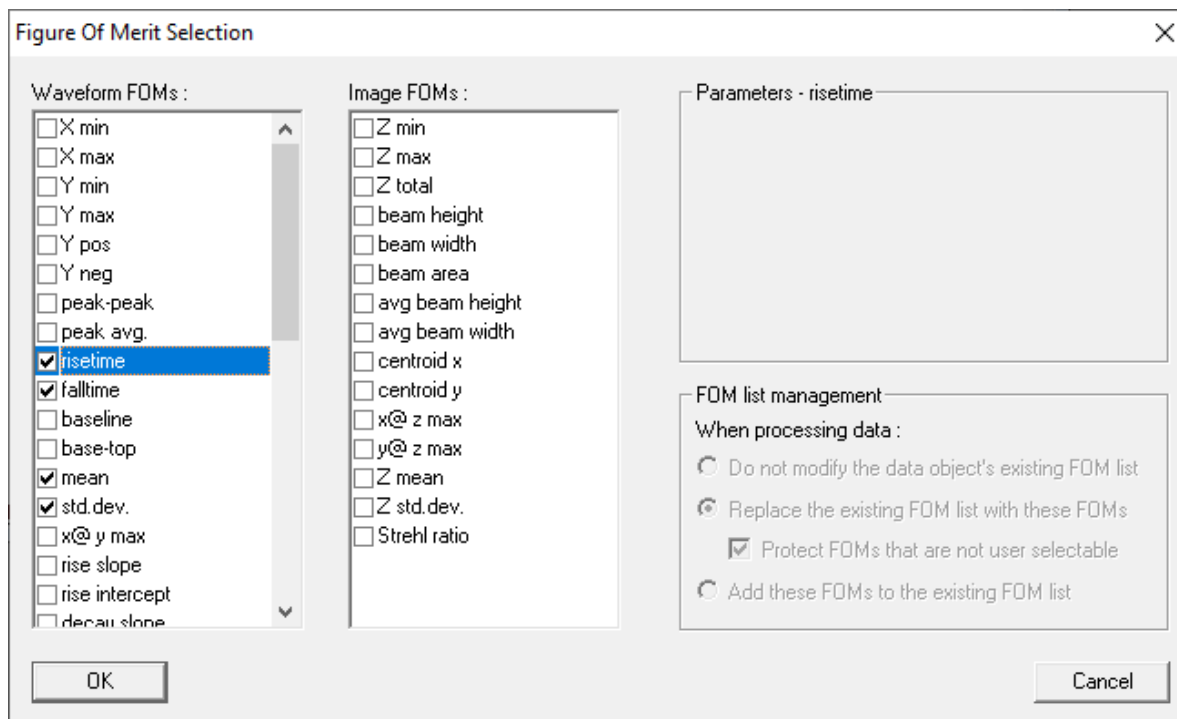 Figure Of Merit Selection
Waveform FOMs :
X min
X max
Y min
Y max
Y pos
Y neg
peak-peak
peak avg.
risetime
falltime
baseline
base-top
mean
std.dev.
x@ y max
rise slope
rise intercept
decay slope
Image FOMs :
Z min
Z max
Z total
beam height
beam width
beam area
avg beam height
avg beam width
centroid x
centroid y
x@ z max
y@ z max
Z mean
Z std.dev.
Strehl ratio
Parameters - risetime
FOM list management
When processing data :
Do not modify the data object's existing FOM list
Replace the existing FOM list with these FOMs
Protect FOMs that are not user selectable
Add these FOMs to the existing FOM list
OK
Cancel